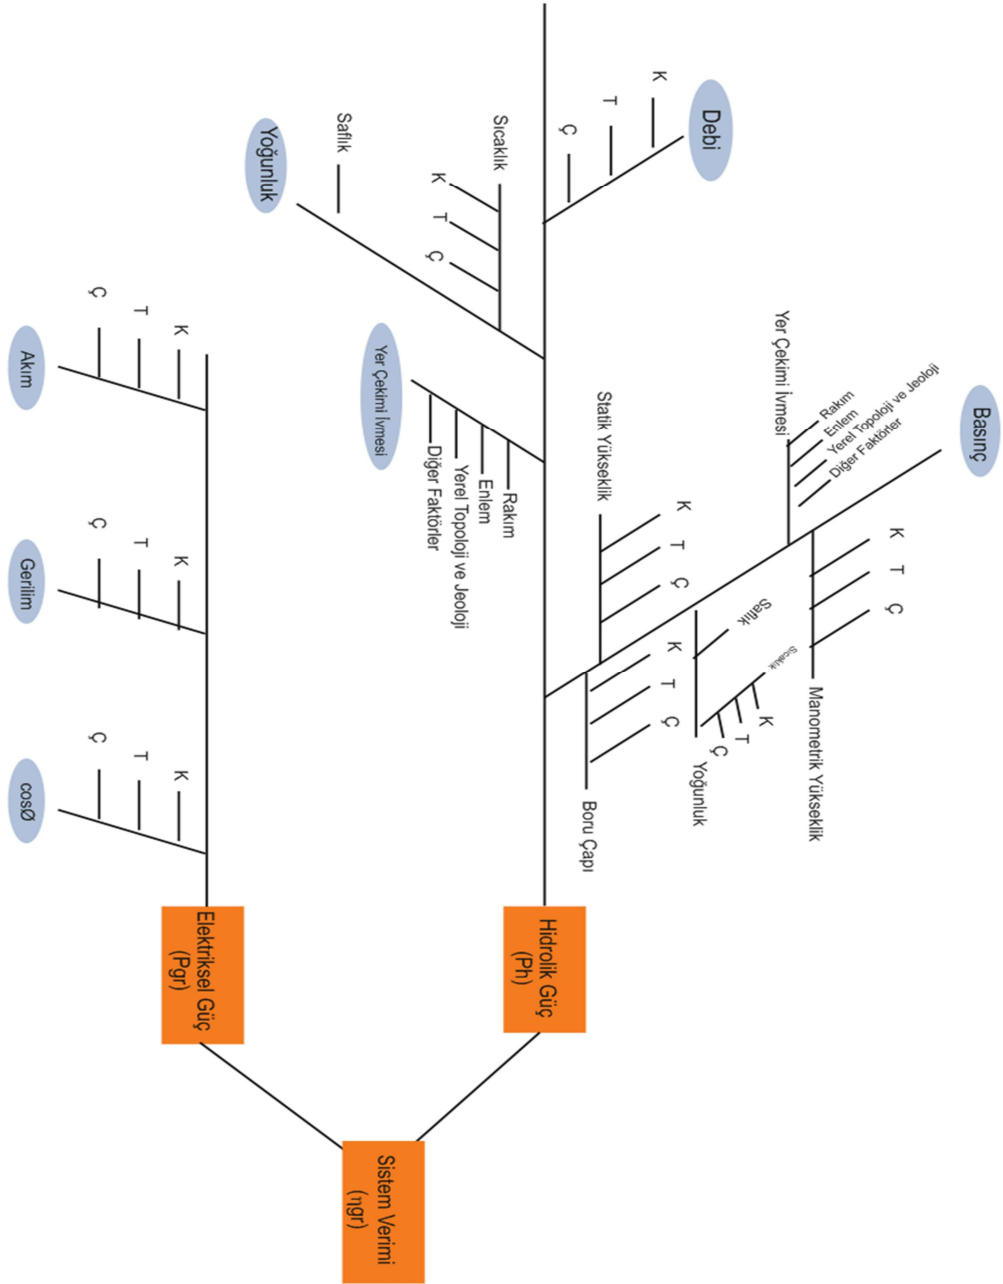 Basınç
Rakım
Enlem
Yerel Topoloji ve Jeoloji
Diğer Faktörler
Yer Çekimi İvmesi
K
T
Ç
Manometrik Yükseklik
Saflık
Sıcaklık
K
T
Ç
Yoğunluk
K
T
Ç
Statik Yükseklik
K
T
Ç
Boru Çapı
Debi
K
T
Ç
Hidrolik Güç
(Ph)
Sıcaklık
K
T
Ç
Saflık
Yoğunluk
Rakım
Enlem
Yerel Topoloji ve Jeoloji
Diğer Faktörler
Yer Çekimi İvmesi
Sistem Verimi
(ηgr)
Elektriksel Güç
(Pgr)
K
T
Ç
Akım
K
T
Ç
Gerilim
K
T
Ç
cosØ